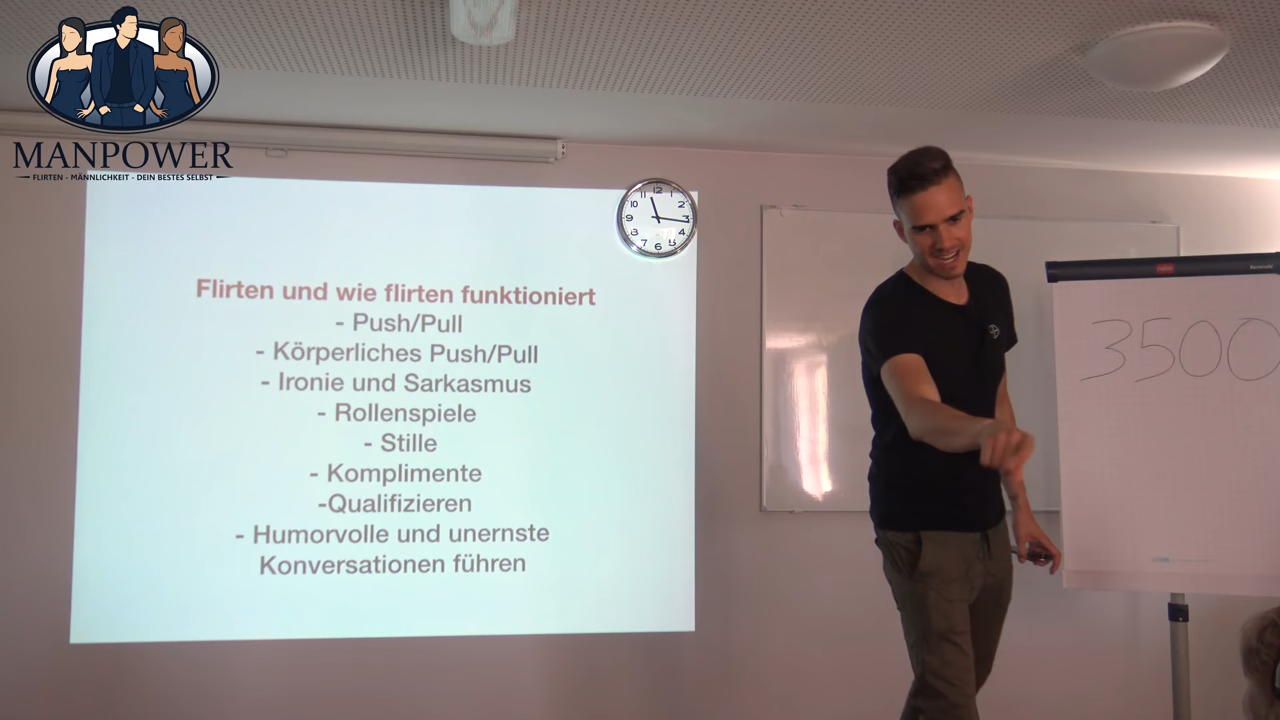 MANPOWER
FLIRTEN - MÄNNLICHKEIT - DEIN BESTES SELBST
Flirten und wie flirten funktioniert
- Push/Pull
- Körperliches Push/Pull
- Ironie und Sarkasmus
- Rollenspiele
- Stille
- Komplimente
-Qualifizieren
- Humorvolle und unernste
Konversationen führen
3500